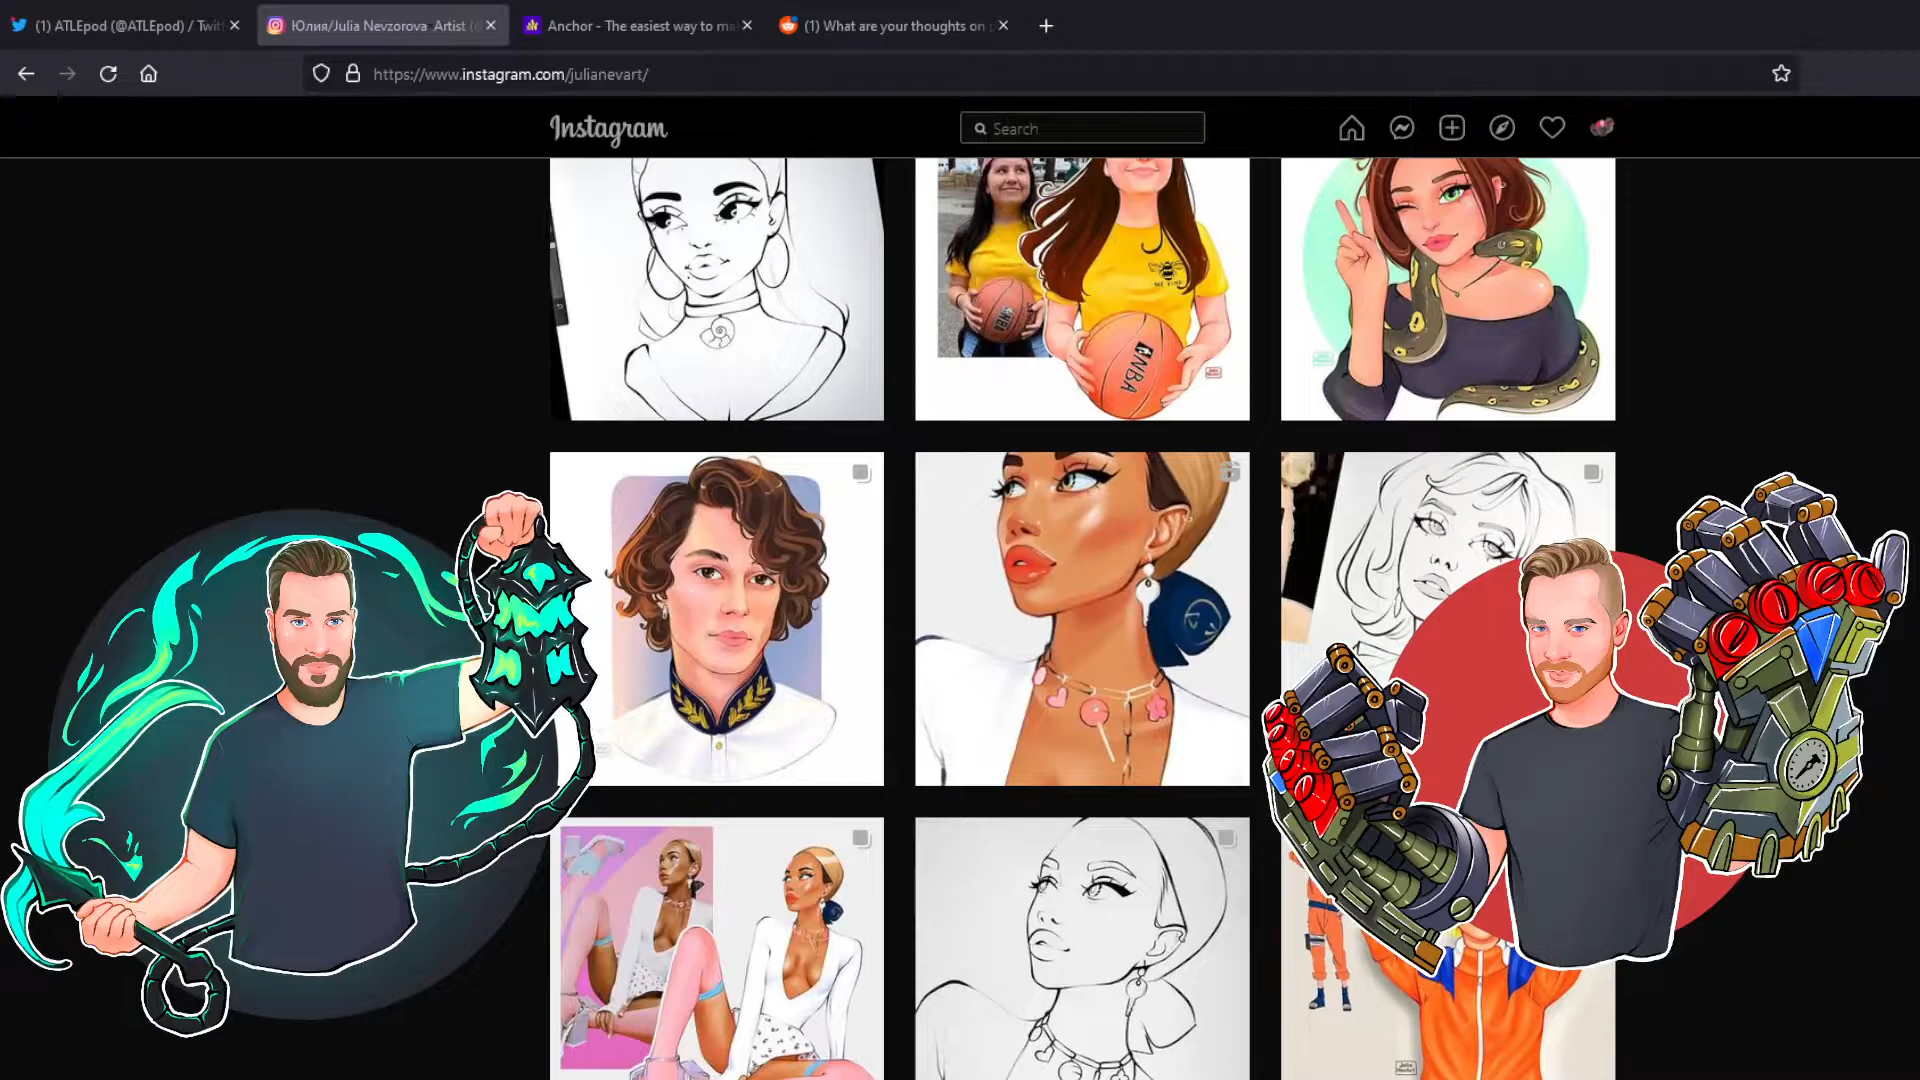 (1) ATLEpod (@ATLEpod) / Twit
Юлия/Julia Nevzorova Artist (
Anchor - The easiest way to ma
(1) What are your thoughts on p
https://www.instagram.com/julianevart/
Instagram
Search
NBA